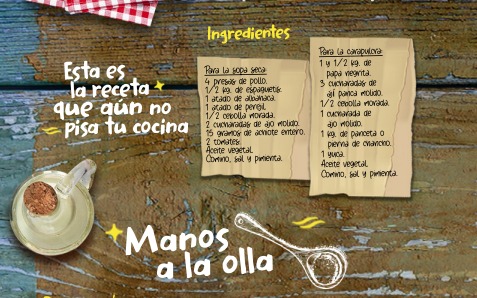 Ingredientes
Esta es
la receta
que aún no
pisa tu cocina
Para la sopa seca:
4 presas de pollo.
1/2 kg. de espaguetis.
1 atado de albahaca.
1 atado de perejil.
1/2 cebolla morada.
2 cucharadas de ajo molido.
15 gramos de achiote entero.
2 tomates.
Aceite vegetal.
Comino, sal y pimienta.
Para la carapulcra:
1 y 1/2 kg. de
papa negrita.
3 cucharadas de
ají panca molido.
1/2 cebolla morada.
1 cucharada de
ajo molido.
1 kg. de panceta o
pierna de chancho.
1 yuca.
Aceite vegetal.
Comino, sal y pimienta.
Manos
a la olla